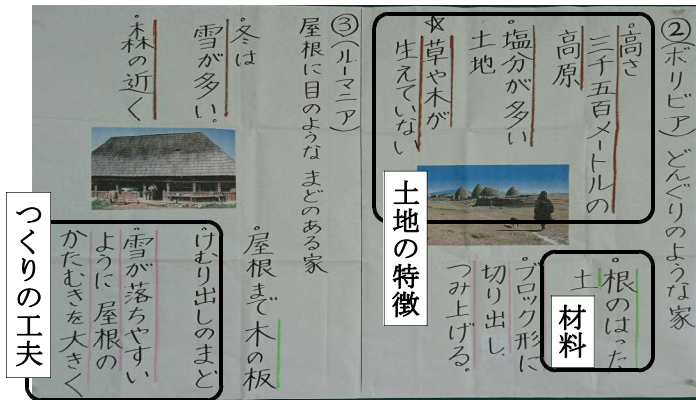 ②(ボリビア)どんぐりのような家
°高さ
三千五百メートルの
高原
°塩分が多い
土地
☆
°草や木が
生えていない
土地の特徴
°根のはった
土
材料
°ブロック形に
切り出し、
つみ上げる。
③(ルーマニア)
屋根に目のような まどのある家
°冬は
雪が多い。
°森の近く
°屋根まで木の板
°けむり出しのまど
°雪が落ちやすい
ように 屋根の
かたむきを大きく
つくりの工夫